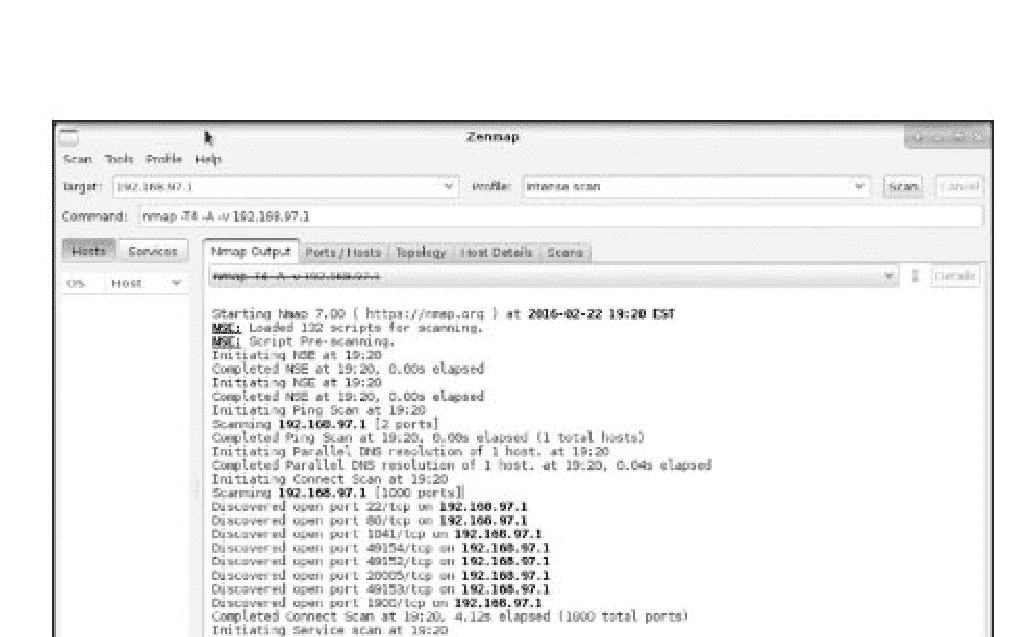 Zenmap
Scan Tools Profile Help
Target: 192.168.97.1 Profile: Intense scan Scan Cancel
Command: nmap -T4 -A -v 192.168.97.1
Hosts Services Nmap Output Ports / Hosts Topology Host Details Scans
nmap -T4 -A -v 192.168.97.1 Details
OS Host
Starting Nmap 7.00 ( https://nmap.org ) at 2016-02-22 19:20 EST
NSE: Loaded 132 scripts for scanning.
NSE: Script Pre-scanning.
Initiating NSE at 19:20
Completed NSE at 19:20, 0.00s elapsed
Initiating NSE at 19:20
Completed NSE at 19:20, 0.00s elapsed
Initiating Ping Scan at 19:20
Scanning 192.168.97.1 [2 ports]
Completed Ping Scan at 19:20, 0.00s elapsed (1 total hosts)
Initiating Parallel DNS resolution of 1 host. at 19:20
Completed Parallel DNS resolution of 1 host. at 19:20, 0.04s elapsed
Initiating Connect Scan at 19:20
Scanning 192.168.97.1 [1000 ports]
Discovered open port 22/tcp on 192.168.97.1
Discovered open port 80/tcp on 192.168.97.1
Discovered open port 1041/tcp on 192.168.97.1
Discovered open port 49154/tcp on 192.168.97.1
Discovered open port 49152/tcp on 192.168.97.1
Discovered open port 20005/tcp on 192.168.97.1
Discovered open port 49153/tcp on 192.168.97.1
Discovered open port 1900/tcp on 192.168.97.1
Completed Connect Scan at 19:20, 4.12s elapsed (1000 total ports)
Initiating Service scan at 19:20